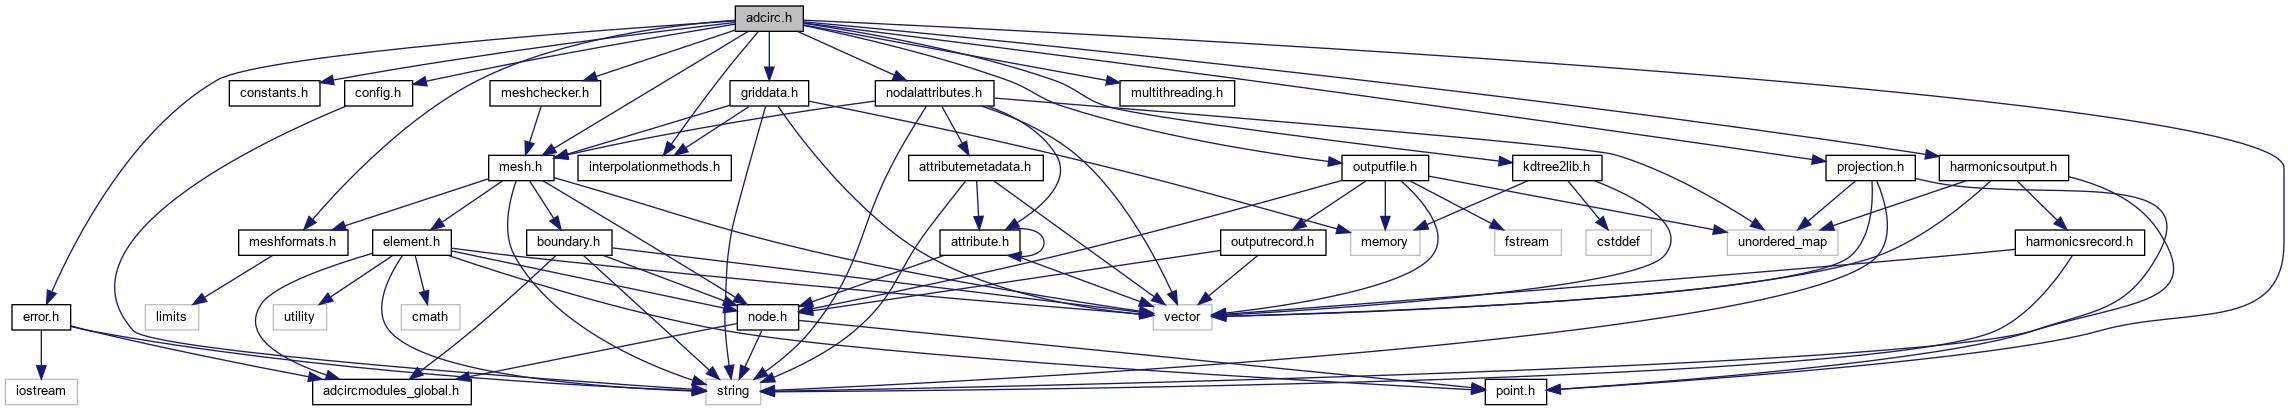 adcirc.h
constants.h
config.h
meshchecker.h
griddata.h
nodalattributes.h
multithreading.h
mesh.h
interpolationmethods.h
attributemetadata.h
outputfile.h
kdtree2lib.h
projection.h
harmonicsoutput.h
meshformats.h
element.h
boundary.h
attribute.h
outputrecord.h
memory
fstream
cstddef
unordered_map
harmonicsrecord.h
error.h
limits
utility
cmath
node.h
vector
iostream
adcircmodules_global.h
string
point.h